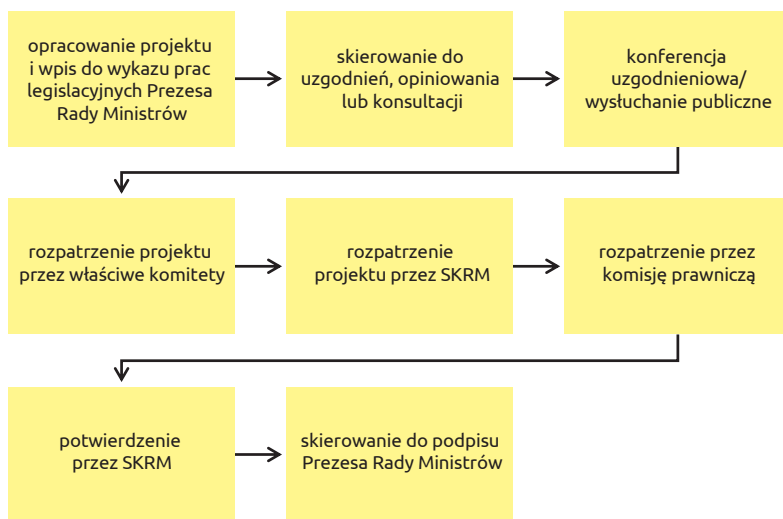 opracowanie projektu
i wpis do wykazu prac
legislacyjnych Prezesa
Rady Ministrów
skierowanie do
uzgodnień, opiniowania
lub konsultacji
konferencja
uzgodnieniowa/
wysłuchanie publiczne
rozpatrzenie projektu
przez właściwe komitety
rozpatrzenie
projektu przez SKRM
rozpatrzenie przez
komisję prawniczą
potwierdzenie
przez SKRM
skierowanie do podpisu
Prezesa Rady Ministrów